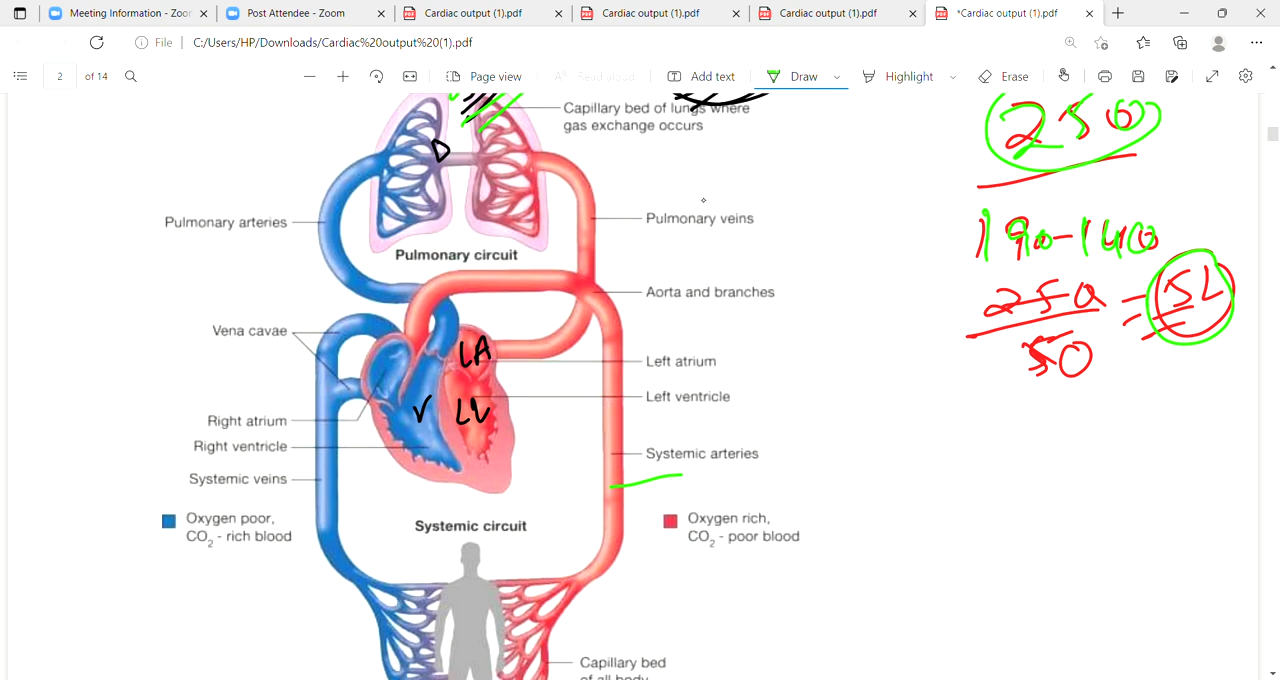 Meeting Information - Zoor
Post Attendee - Zoom
Cardiac output (1).pdf
Cardiac output (1).pdf
Cardiac output (1).pdf
*Cardiac output (1).pdf
File
C:/Users/HP/Downloads/Cardiac%20output%20(1).pdf
2 of 14
Page view
Read aloud
Add text
Draw
Highlight
Erase
Capillary bed of lungs where
gas exchange occurs
250
Pulmonary arteries
Pulmonary veins
190-140
Pulmonary circuit
Aorta and branches
250 = 5L
50
Vena cavae
LA
Left atrium
Left ventricle
V
LV
Right atrium
Right ventricle
Systemic arteries
Systemic veins
Oxygen poor,
CO2 - rich blood
Systemic circuit
Oxygen rich,
CO2 - poor blood
Capillary bed